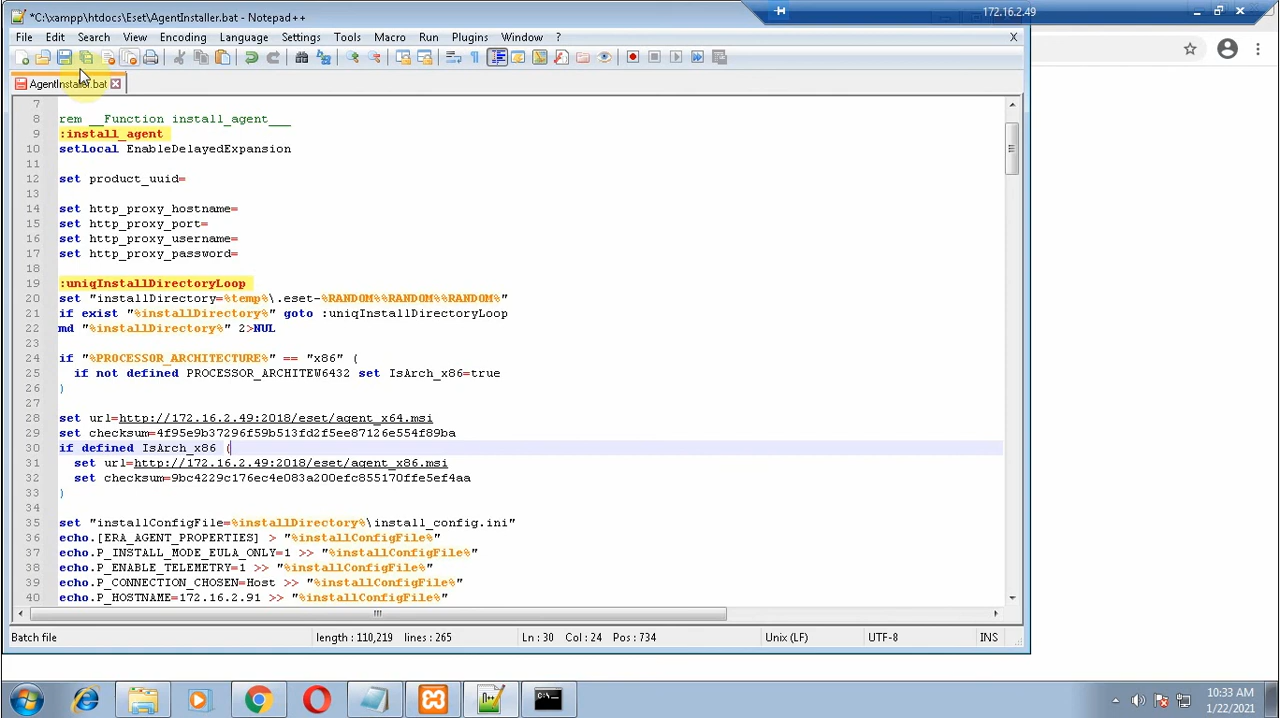 *C:\xampp\htdocs\Eset\AgentInstaller.bat - Notepad++
172.16.2.49
File Edit Search View Encoding Language Settings Tools Macro Run Plugins Window ? X
AgentInstaller.bat
7
8 rem __Function install_agent___
9 :install_agent
10 setlocal EnableDelayedExpansion
11
12 set product_uuid=
13
14 set http_proxy_hostname=
15 set http_proxy_port=
16 set http_proxy_username=
17 set http_proxy_password=
18
19 :uniqInstallDirectoryLoop
20 set "installDirectory=%temp%\.eset-%RANDOM%%RANDOM%%RANDOM%"
21 if exist "%installDirectory%" goto :uniqInstallDirectoryLoop
22 md "%installDirectory%" 2>NUL
23
24 if "%PROCESSOR_ARCHITECTURE%" == "x86" (
25 if not defined PROCESSOR_ARCHITEW6432 set IsArch_x86=true
26 )
27
28 set url=http://172.16.2.49:2018/eset/agent_x64.msi
29 set checksum=4f95e9b37296f59b513fd2f5ee87126e554f89ba
30 if defined IsArch_x86 (
31 set url=http://172.16.2.49:2018/eset/agent_x86.msi
32 set checksum=9bc4229c176ec4e083a200efc855170ffe5ef4aa
33 )
34
35 set "installConfigFile=%installDirectory%\install_config.ini"
36 echo.[ERA_AGENT_PROPERTIES] > "%installConfigFile%"
37 echo.P_INSTALL_MODE_EULA_ONLY=1 >> "%installConfigFile%"
38 echo.P_ENABLE_TELEMETRY=1 >> "%installConfigFile%"
39 echo.P_CONNECTION_CHOSEN=Host >> "%installConfigFile%"
40 echo.P_HOSTNAME=172.16.2.91 >> "%installConfigFile%"
Batch file length : 110,219 lines : 265 Ln : 30 Col : 24 Pos : 734 Unix (LF) UTF-8 INS
10:33 AM
1/22/2021